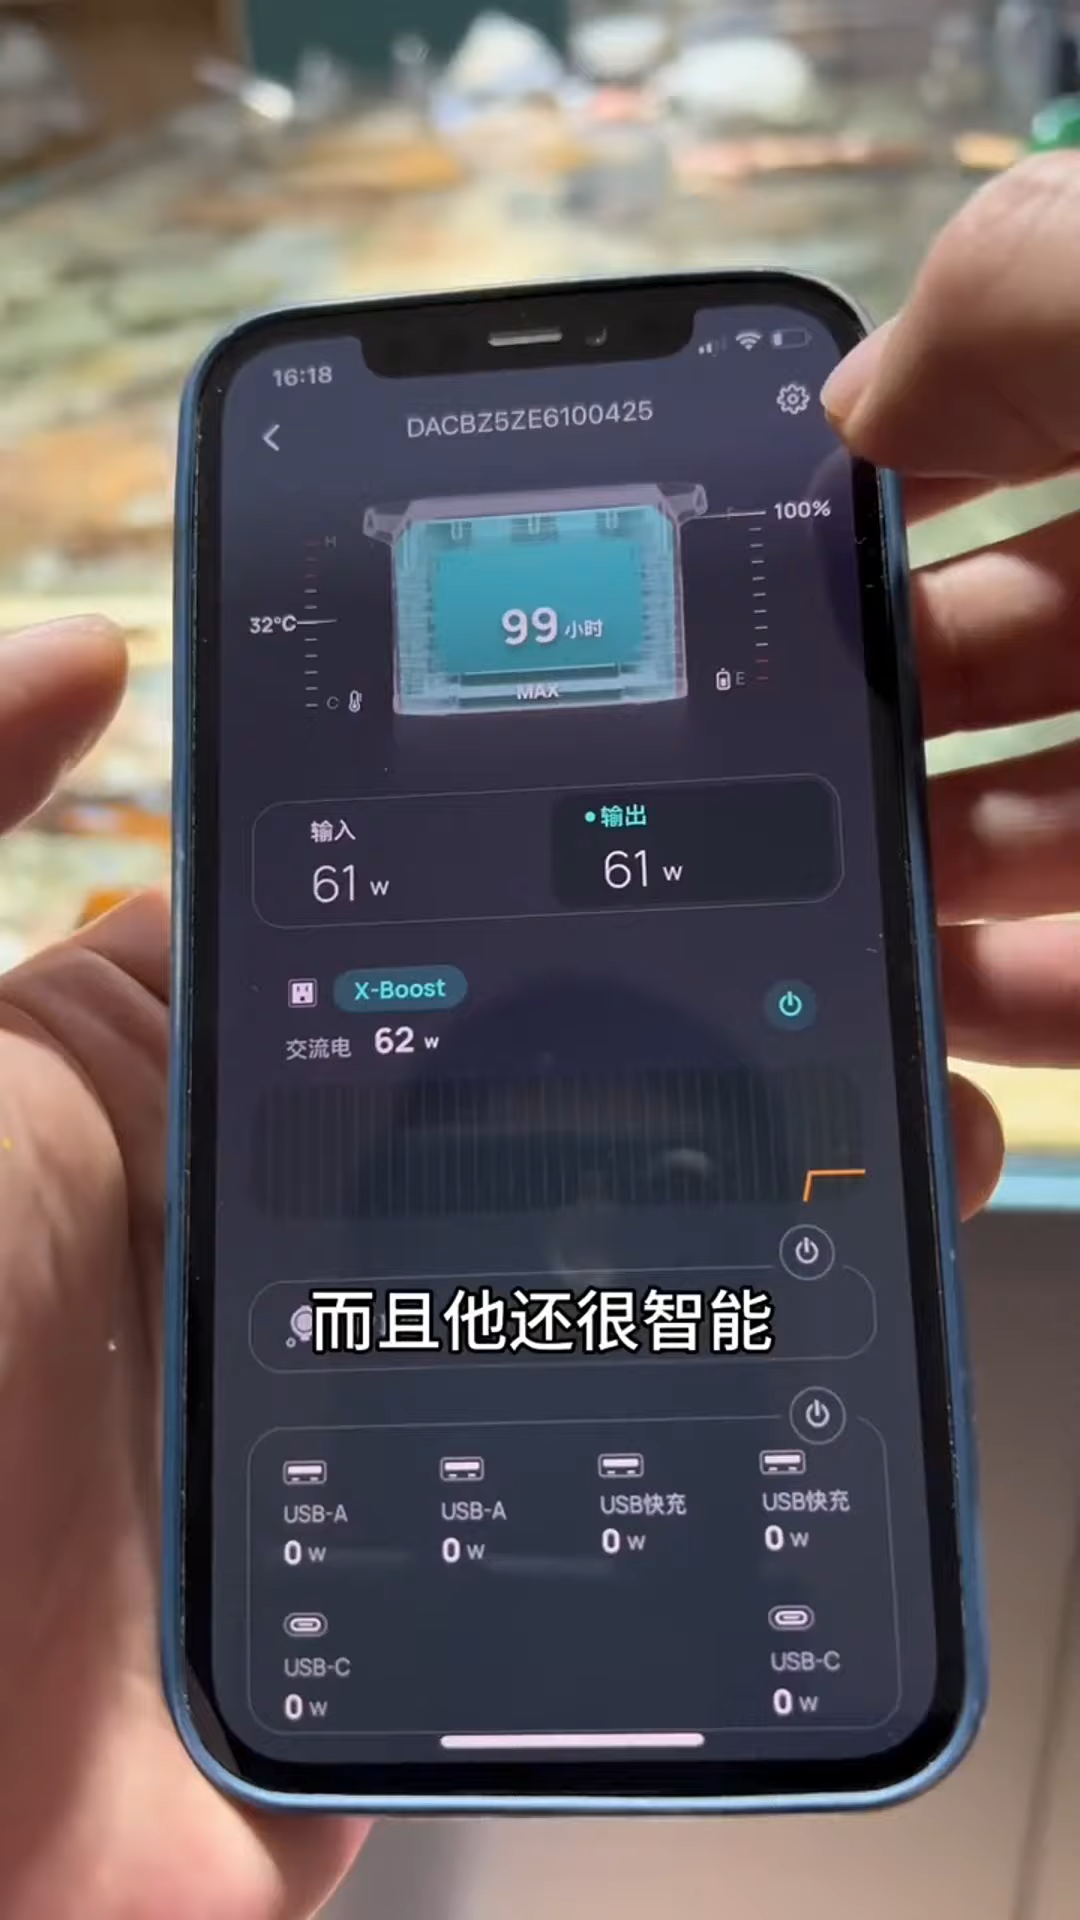 16:18
DACBZ5ZE6100425
100%
H
F
32°C
99 小时
MAX
C
E
输入
输出
61 W
61 W
X-Boost
交流电 62 W
而且他还很智能
USB-A
USB-A
USB快充
USB快充
0 W
0 W
0 W
0 W
USB-C
USB-C
0 W
0 W